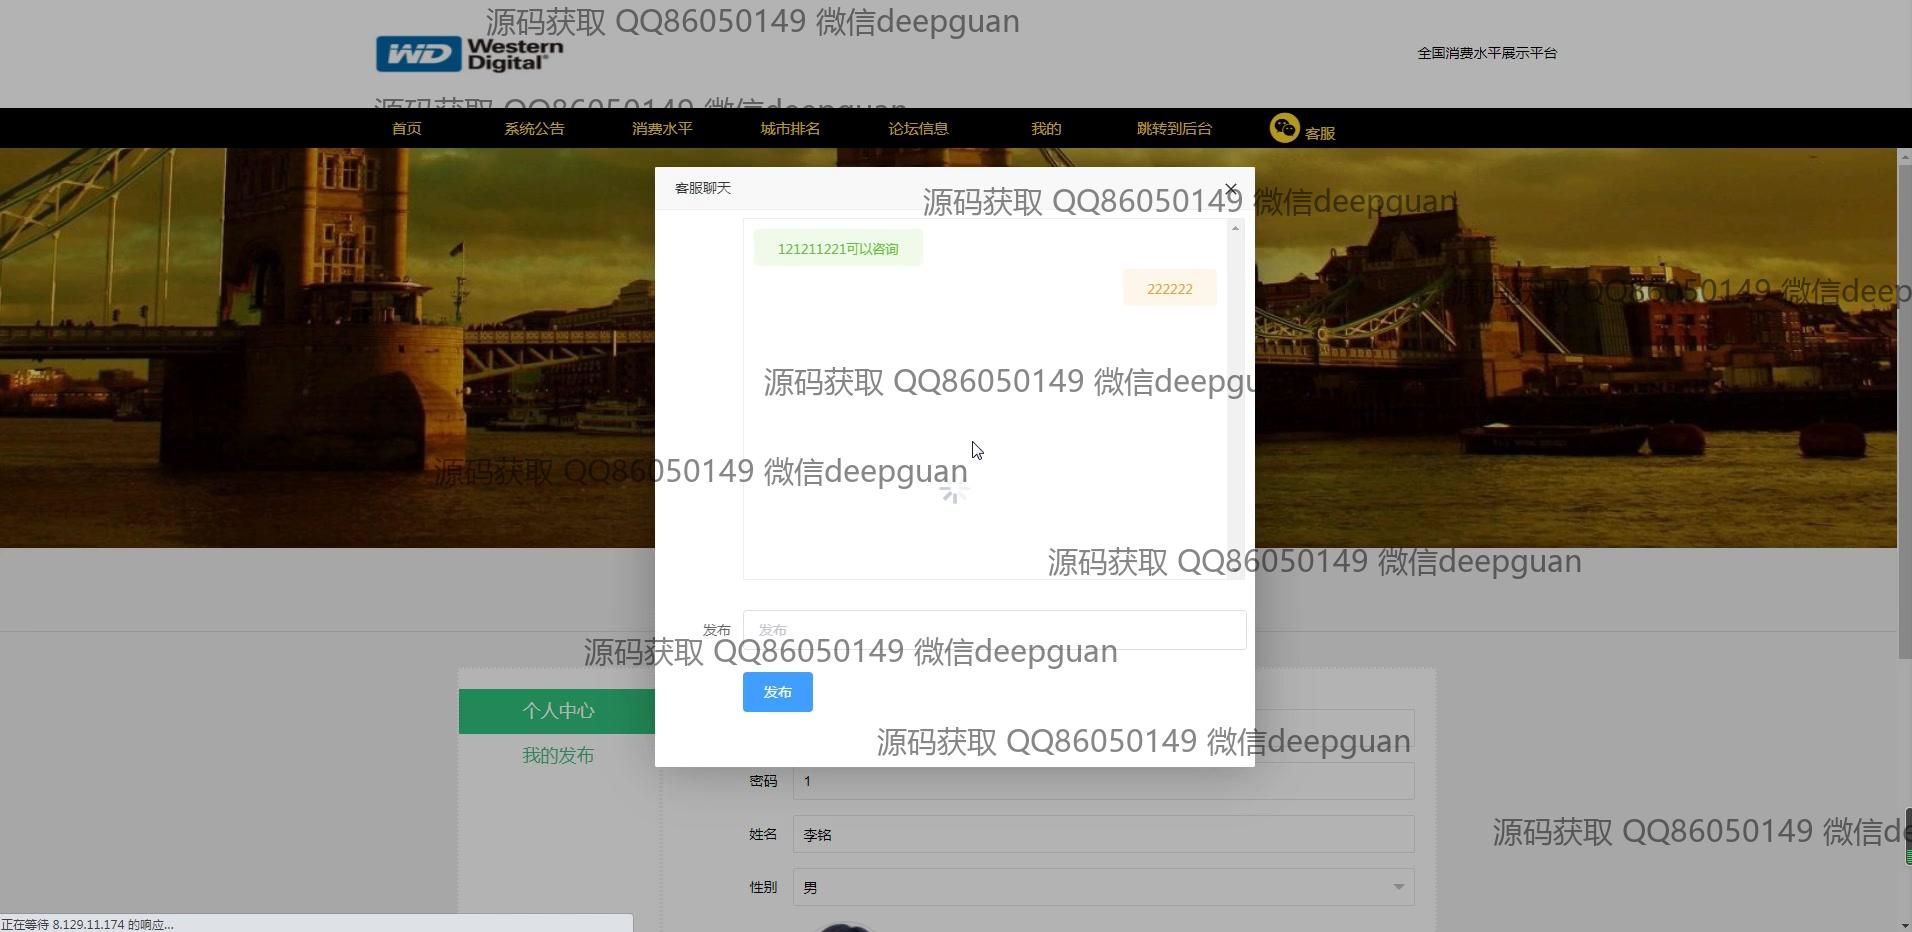 源码获取 QQ86050149 微信deepguan
WD Western Digital
全国消费水平展示平台
源码获取 QQ86050149 微信deepguan
首页 系统公告 消费水平 城市排名 论坛信息 我的 跳转到后台 客服
客服聊天
源码获取 QQ86050149 微信deepguan
121211221可以咨询
222222
源码获取 QQ86050149 微信deep
源码获取 QQ86050149 微信deepgu
源码获取 QQ86050149 微信deepguan
源码获取 QQ86050149 微信deepguan
发布 发布
源码获取 QQ86050149 微信deepguan
发布
个人中心
源码获取 QQ86050149 微信deepguan
我的发布
密码 1
姓名 李铭
源码获取 QQ86050149 微信de
性别 男
正在等待 8.129.11.174 的响应...